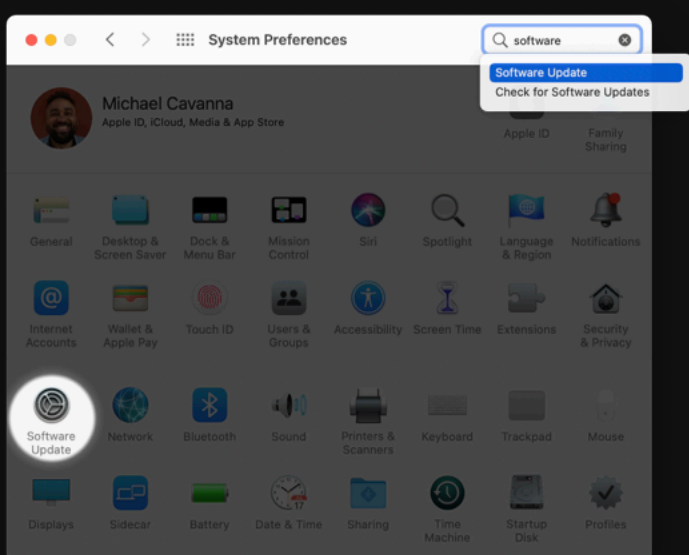 System Preferences
software
Software Update
Check for Software Updates
Michael Cavanna
Apple ID, iCloud, Media & App Store
Apple ID
Family
Sharing
General
Desktop &
Screen Saver
Dock &
Menu Bar
Mission
Control
Siri
Spotlight
Language
& Region
Notifications
Internet
Accounts
Wallet &
Apple Pay
Touch ID
Users &
Groups
Accessibility
Screen Time
Extensions
Security
& Privacy
Software
Update
Network
Bluetooth
Sound
Printers &
Scanners
Keyboard
Trackpad
Mouse
Displays
Sidecar
Battery
17
Date & Time
Sharing
Time
Machine
Startup
Disk
Profiles